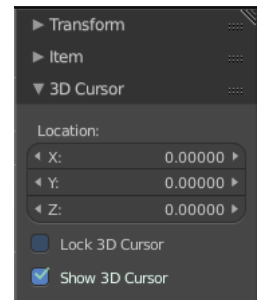 Transform
Item
3D Cursor
Location:
X: 0.00000
Y: 0.00000
Z: 0.00000
Lock 3D Cursor
Show 3D Cursor